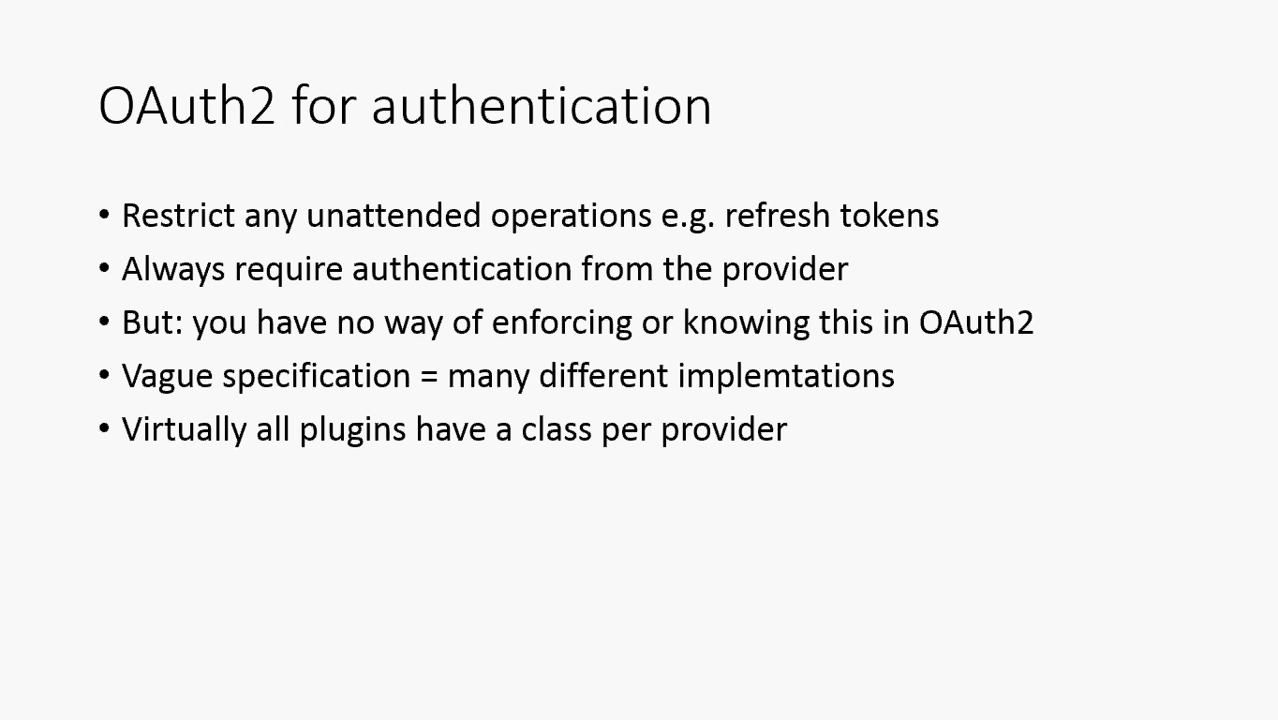 OAuth2 for authentication
• Restrict any unattended operations e.g. refresh tokens
• Always require authentication from the provider
• But: you have no way of enforcing or knowing this in OAuth2
• Vague specification = many different implemtations
• Virtually all plugins have a class per provider